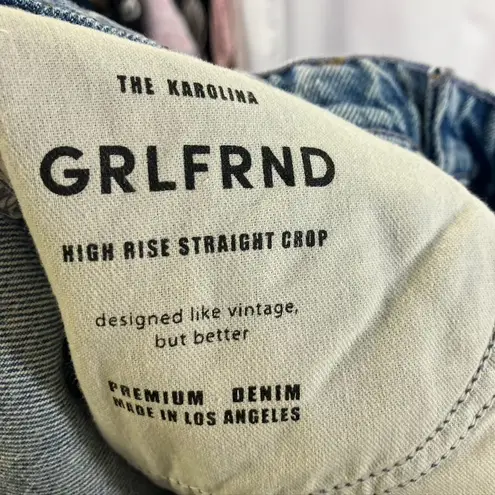 THE KAROLINA
GRLFRND
HIGH RISE STRAIGHT CROP
designed like vintage,
but better
PREMIUM DENIM
MADE IN LOS ANGELES